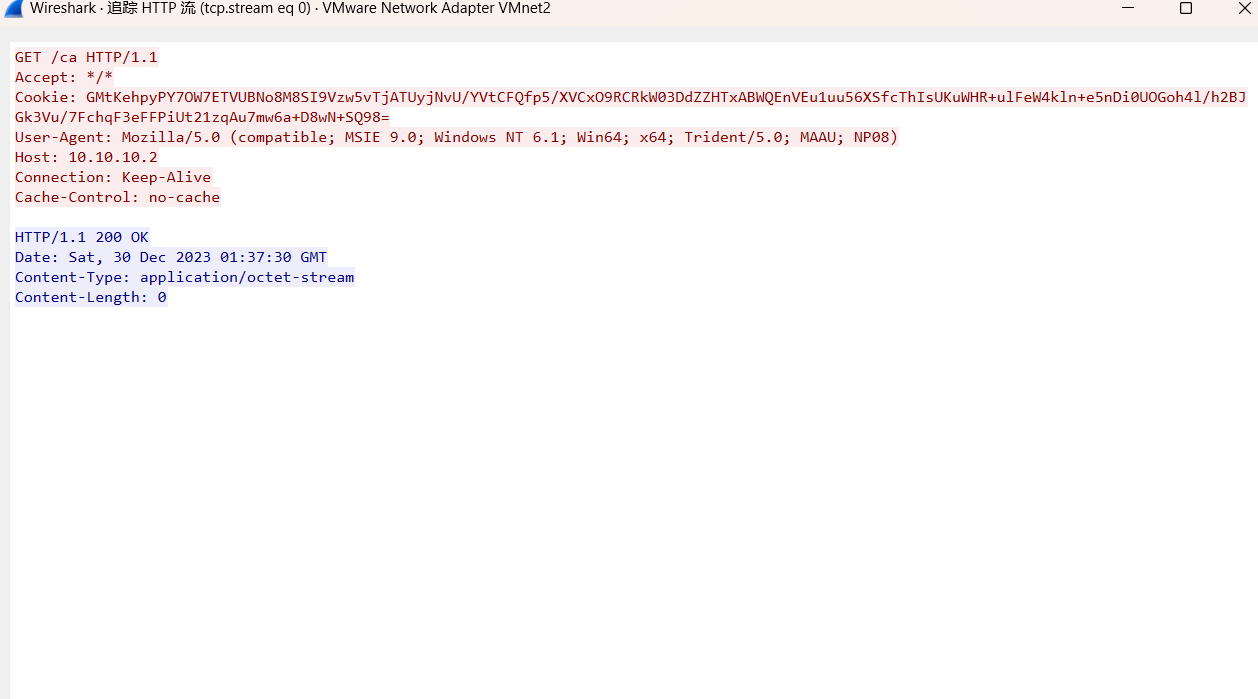 Wireshark · 追踪 HTTP 流 (tcp.stream eq 0) · VMware Network Adapter VMnet2
GET /ca HTTP/1.1
Accept: */*
Cookie: GMtKehpyPY7OW7ETVUBNo8M8SI9Vzw5vTjATUyjNvU/YVtCFQfp5/XVCxO9RCRkW03DdZZHTxABWQEnVEu1uu56XSfcThIsUKuWHR+ulFeW4kln+e5nDi0UOGoh4l/h2BJ
Gk3Vu/7FchqF3eFFPiUt21zqAu7mw6a+D8wN+SQ98=
User-Agent: Mozilla/5.0 (compatible; MSIE 9.0; Windows NT 6.1; Win64; x64; Trident/5.0; MAAU; NP08)
Host: 10.10.10.2
Connection: Keep-Alive
Cache-Control: no-cache
HTTP/1.1 200 OK
Date: Sat, 30 Dec 2023 01:37:30 GMT
Content-Type: application/octet-stream
Content-Length: 0